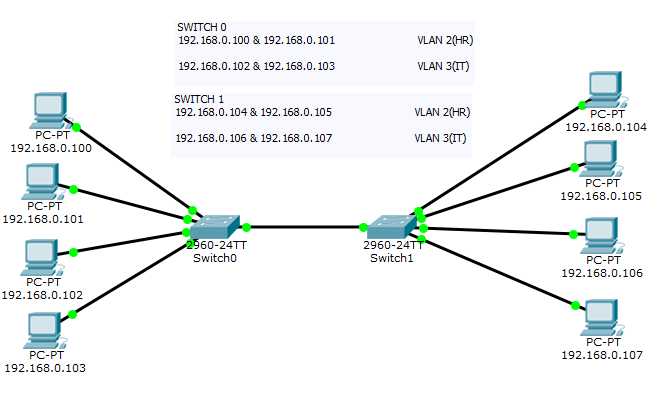 SWITCH 0
192.168.0.100 & 192.168.0.101 VLAN 2(HR)
192.168.0.102 & 192.168.0.103 VLAN 3(IT)
SWITCH 1
192.168.0.104 & 192.168.0.105 VLAN 2(HR)
192.168.0.106 & 192.168.0.107 VLAN 3(IT)
PC-PT
192.168.0.100
PC-PT
192.168.0.101
PC-PT
192.168.0.102
PC-PT
192.168.0.103
2960-24TT
Switch0
2960-24TT
Switch1
PC-PT
192.168.0.104
PC-PT
192.168.0.105
PC-PT
192.168.0.106
PC-PT
192.168.0.107